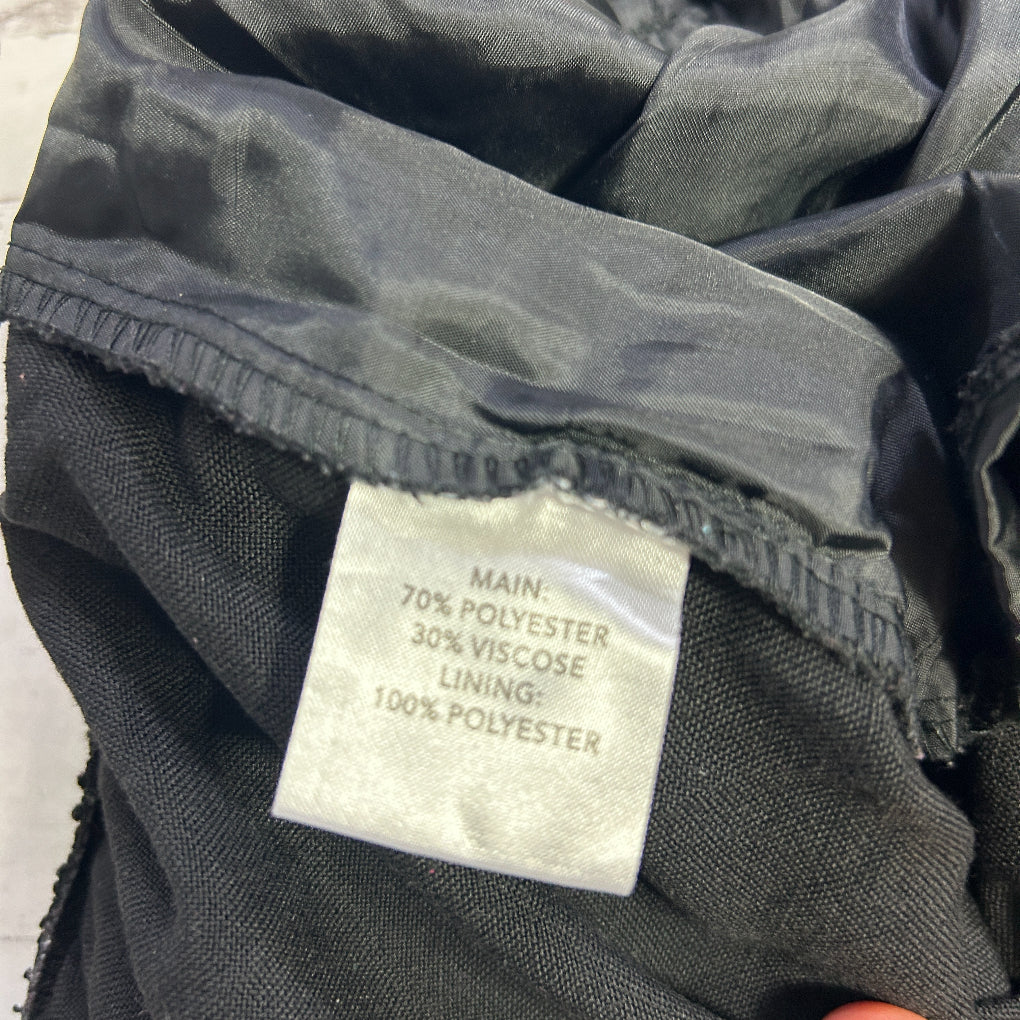 MAIN:
70% POLYESTER
30% VISCOSE
LINING:
100% POLYESTER